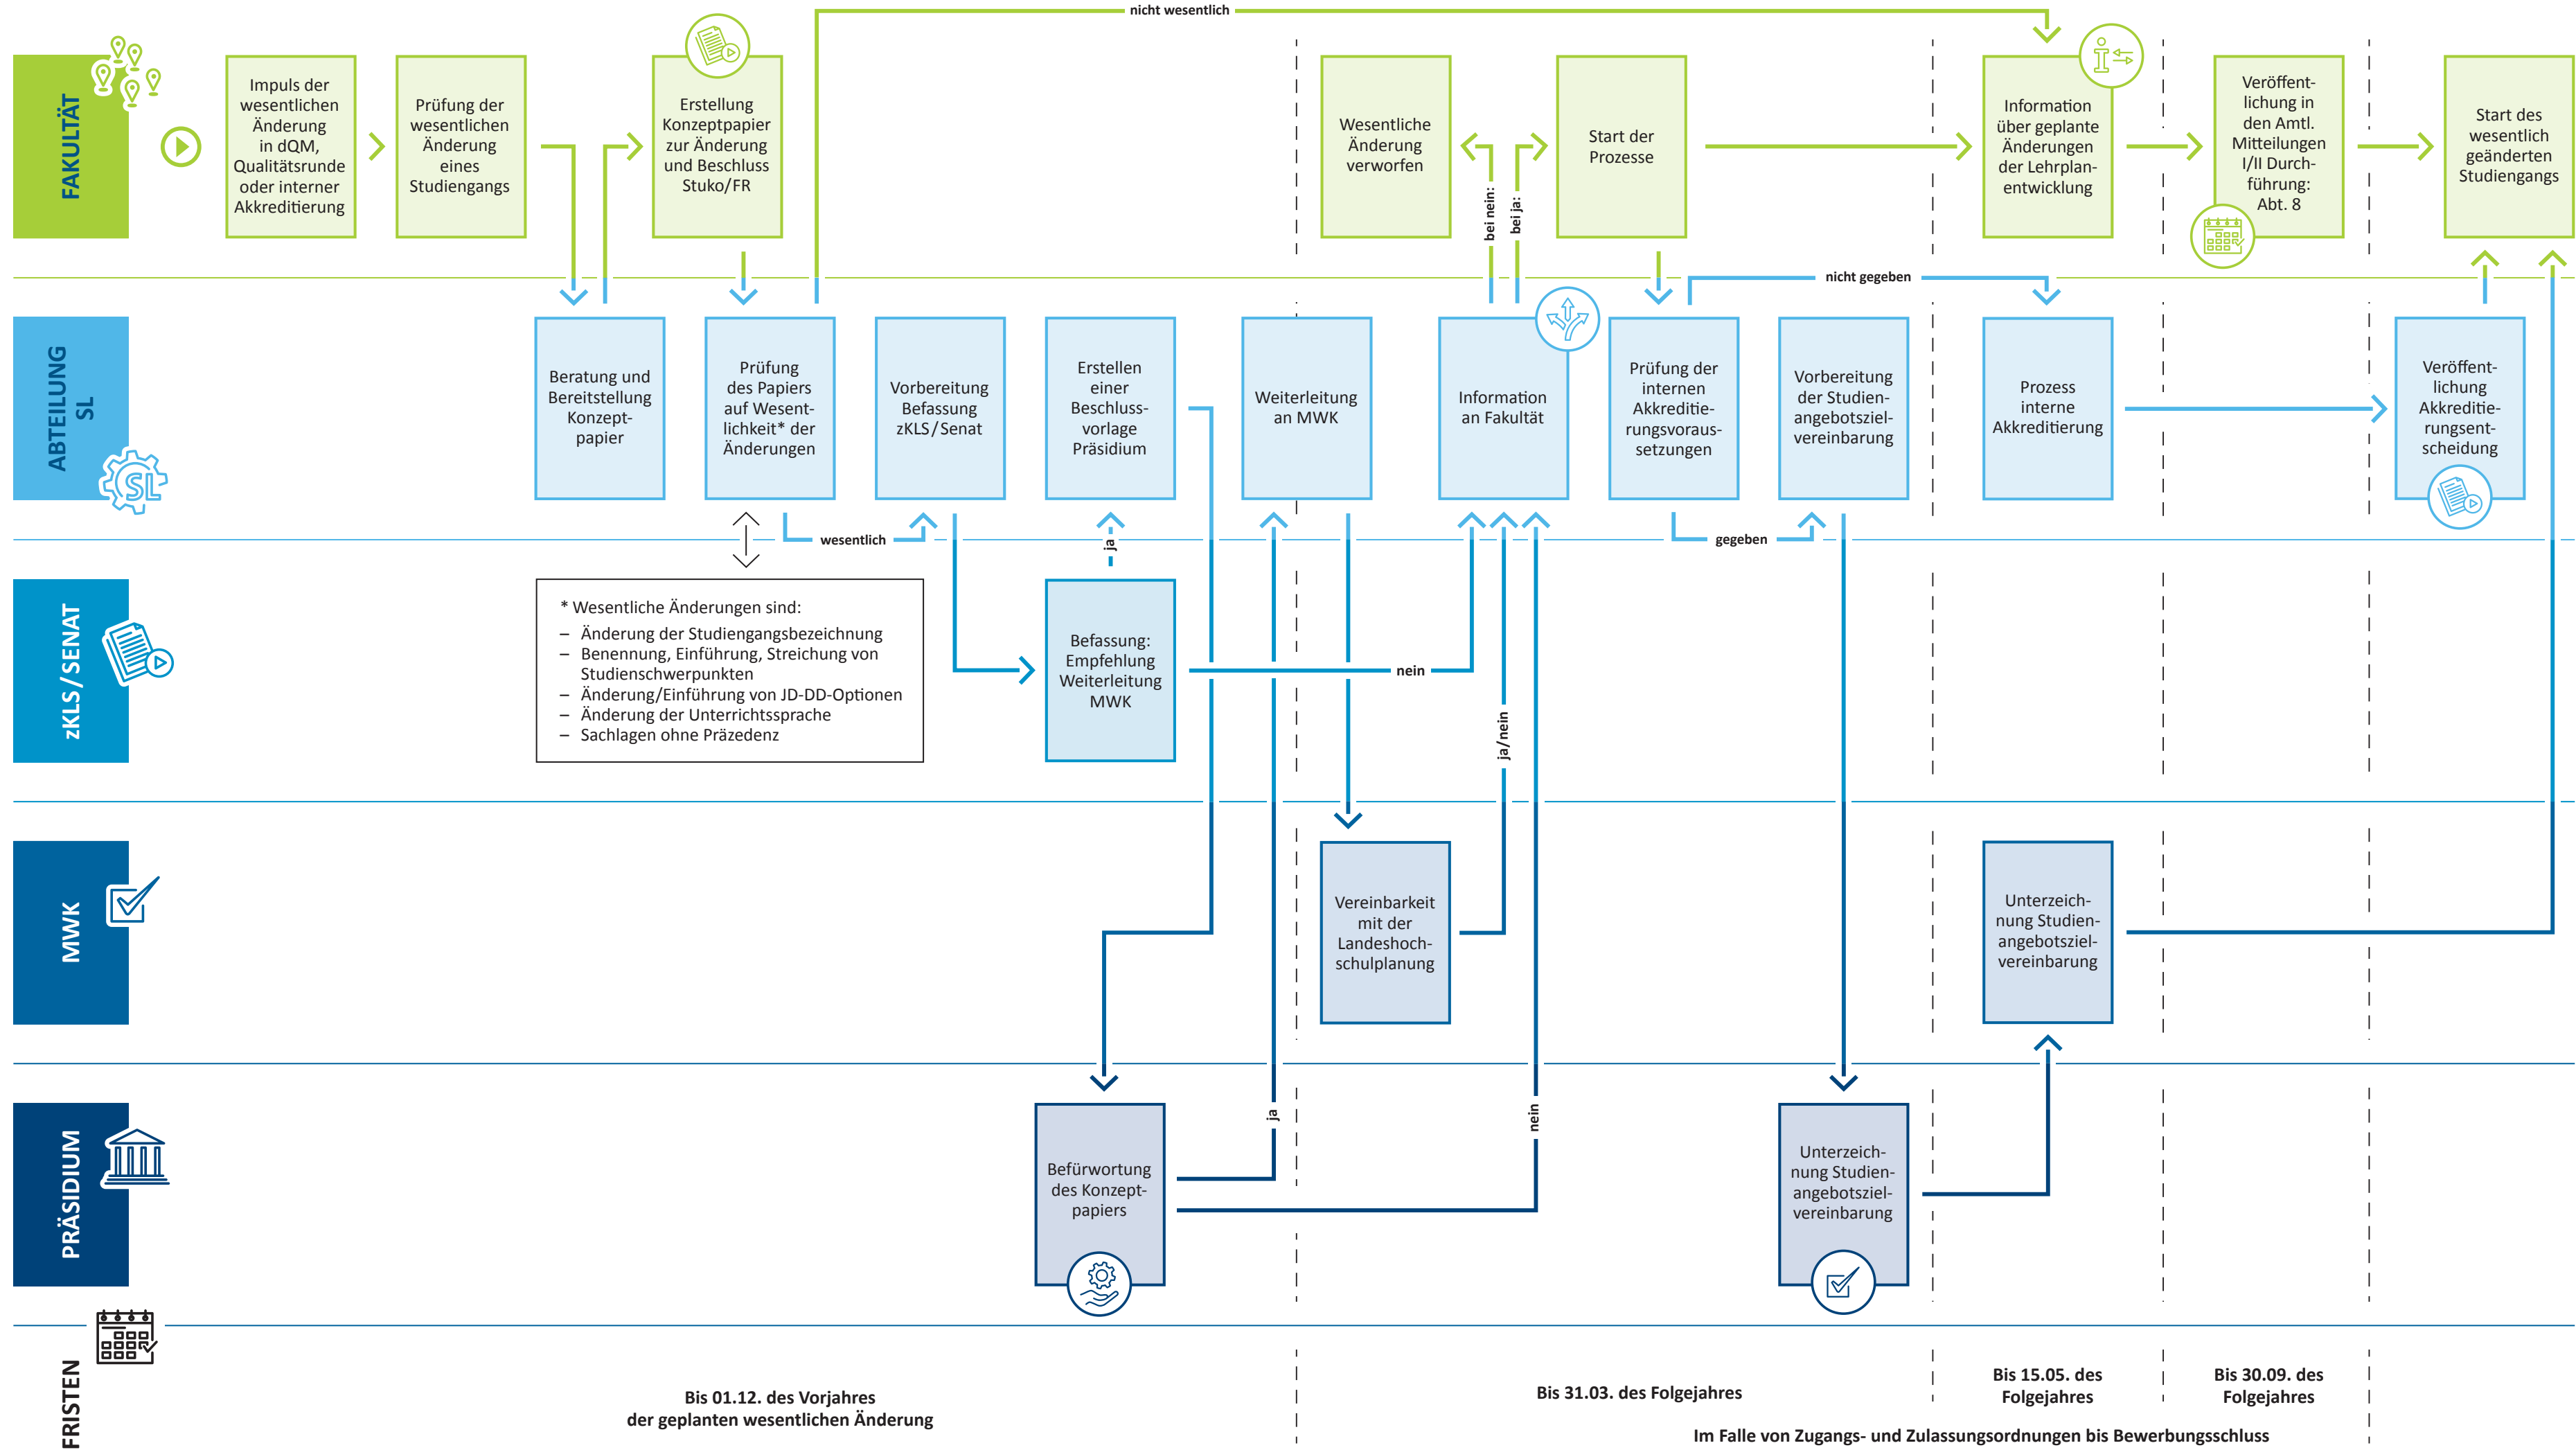 nicht wesentlich
FAKULTÄT
Impuls der
wesentlichen
Änderung
in dQM,
Qualitätsrunde
oder interner
Akkreditierung
Prüfung der
wesentlichen
Änderung
eines
Studiengangs
Erstellung
Konzeptpapier
zur Änderung
und Beschluss
Stuko/FR
Wesentliche
Änderung
verworfen
bei nein:
bei ja:
Start der
Prozesse
Information
über geplante
Änderungen
der Lehrplan-
entwicklung
Veröffent-
lichung in
den Amtl.
Mitteilungen
I/II Durch-
führung:
Abt. 8
Start des
wesentlich
geänderten
Studiengangs
nicht gegeben
ABTEILUNG
SL
SL
Beratung und
Bereitstellung
Konzept-
papier
Prüfung
des Papiers
auf Wesent-
lichkeit* der
Änderungen
Vorbereitung
Befassung
zKLS/Senat
Erstellen
einer
Beschluss-
vorlage
Präsidium
Weiterleitung
an MWK
Information
an Fakultät
Prüfung der
internen
Akkreditie-
rungsvoraus-
setzungen
Vorbereitung
der Studien-
angebotsziel-
vereinbarung
Prozess
interne
Akkreditierung
Veröffent-
lichung
Akkreditie-
rungsent-
scheidung
wesentlich
ja
gegeben
zKLS/SENAT
* Wesentliche Änderungen sind:
– Änderung der Studiengangsbezeichnung
– Benennung, Einführung, Streichung von
Studienschwerpunkten
– Änderung/Einführung von JD-DD-Optionen
– Änderung der Unterrichtssprache
– Sachlagen ohne Präzedenz
Befassung:
Empfehlung
Weiterleitung
MWK
nein
ja/nein
MWK
Vereinbarkeit
mit der
Landeshoch-
schulplanung
Unterzeich-
nung Studien-
angebotsziel-
vereinbarung
PRÄSIDIUM
Befürwortung
des Konzept-
papiers
ja
nein
Unterzeich-
nung Studien-
angebotsziel-
vereinbarung
FRISTEN
Bis 01.12. des Vorjahres
der geplanten wesentlichen Änderung
Bis 31.03. des Folgejahres
Bis 15.05. des
Folgejahres
Bis 30.09. des
Folgejahres
Im Falle von Zugangs- und Zulassungsordnungen bis Bewerbungsschluss